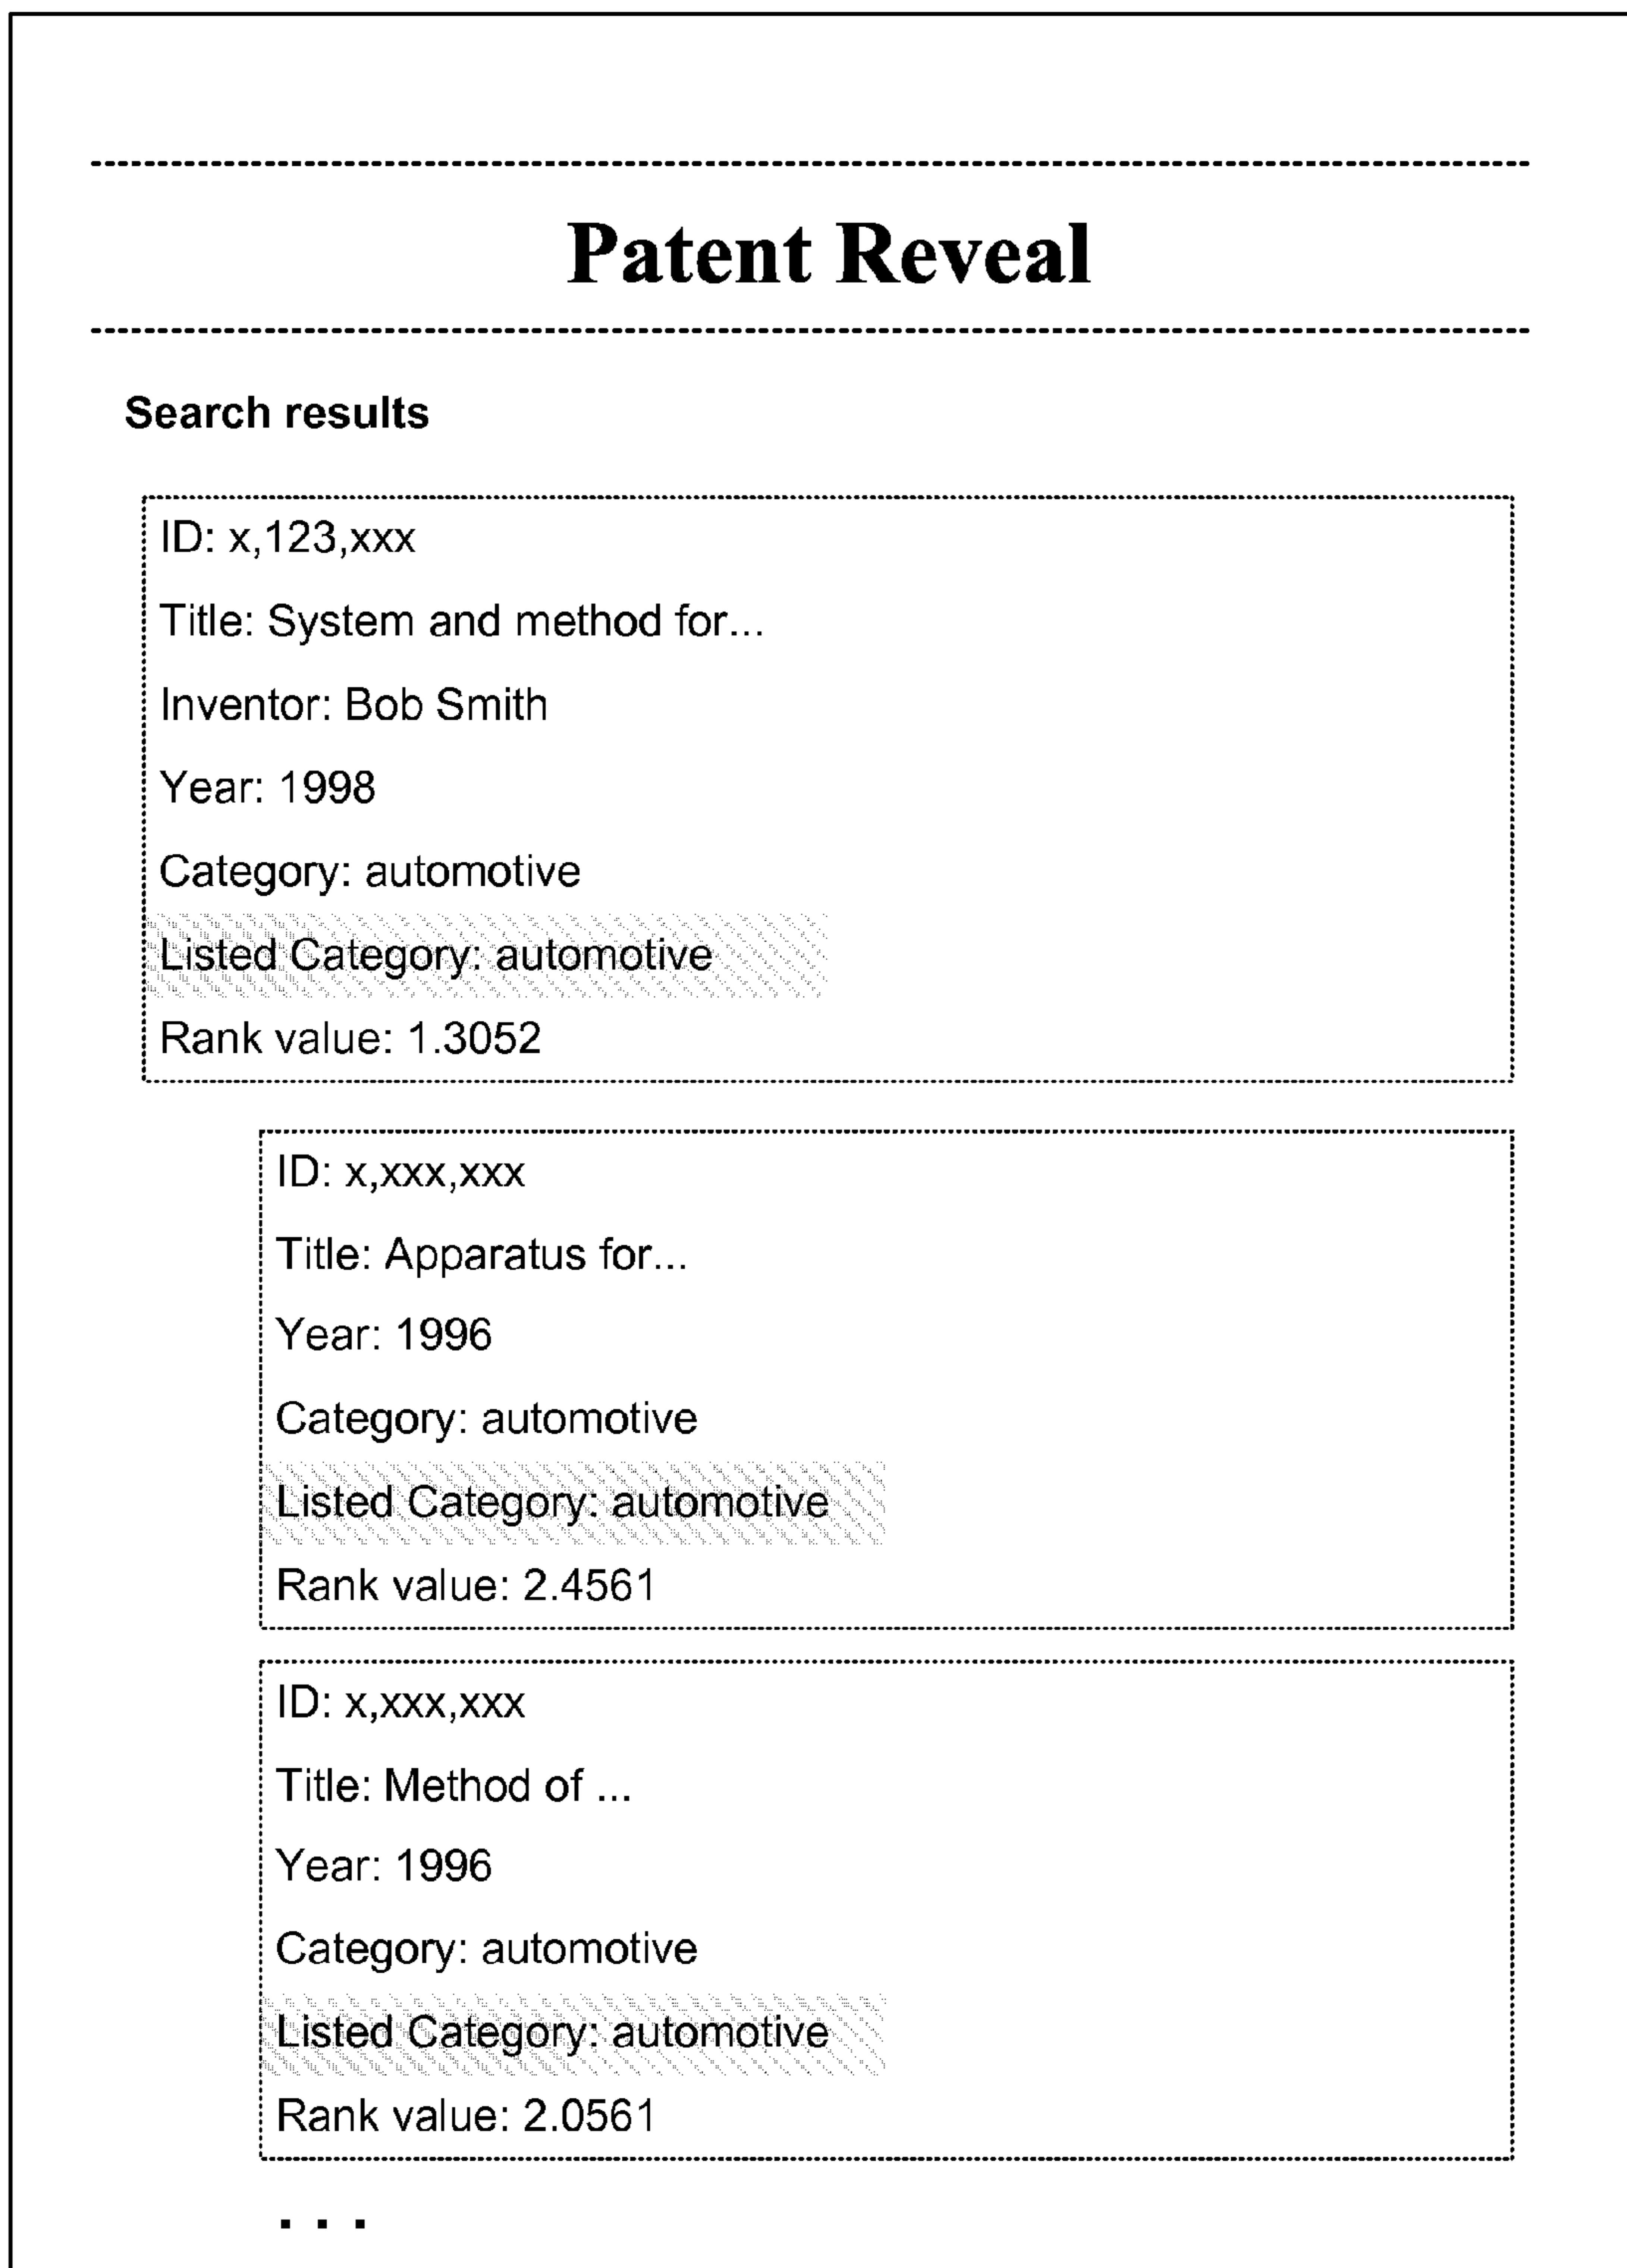 Patent Reveal
Search results
ID: x,123,xxx
Title: System and method for...
Inventor: Bob Smith
Year: 1998
Category: automotive
Listed Category: automotive
Rank value: 1.3052
ID: x,xxx,xxx
Title: Apparatus for...
Year: 1996
Category: automotive
Listed Category: automotive
Rank value: 2.4561
ID: x,xxx,xxx
Title: Method of ...
Year: 1996
Category: automotive
Listed Category: automotive
Rank value: 2.0561
. . .